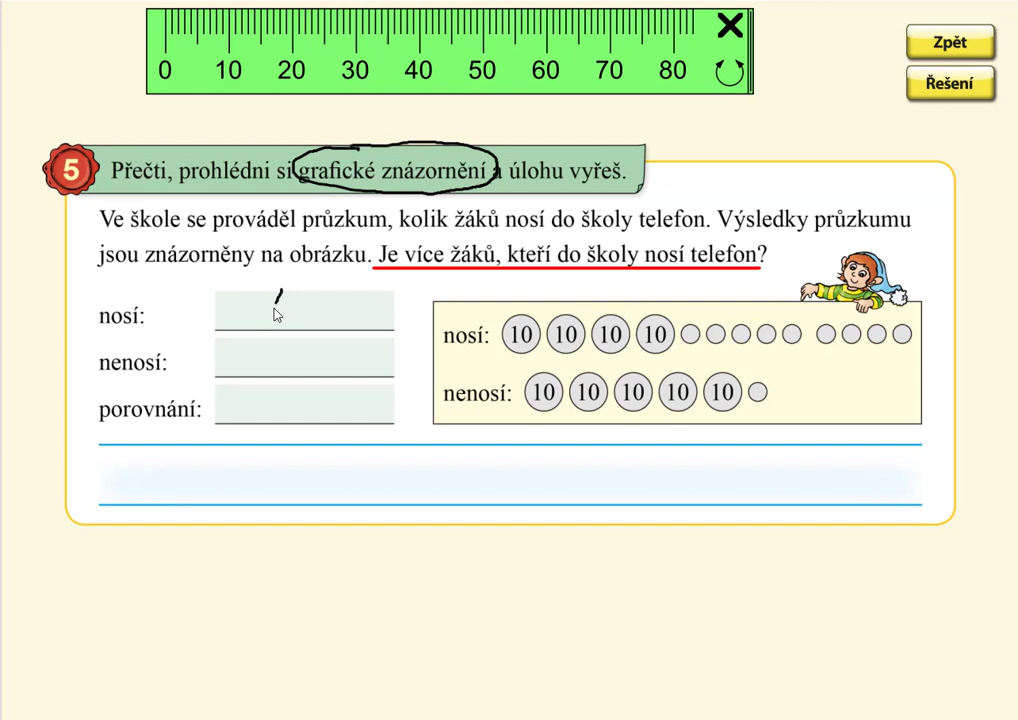 0 10 20 30 40 50 60 70 80
Zpět
Řešení
5 Přečti, prohlédni si grafické znázornění a úlohu vyřeš.
Ve škole se prováděl průzkum, kolik žáků nosí do školy telefon. Výsledky průzkumu
jsou znázorněny na obrázku. Je více žáků, kteří do školy nosí telefon?
nosí:
nenosí:
porovnání:
nosí: 10 10 10 10
nenosí: 10 10 10 10 10